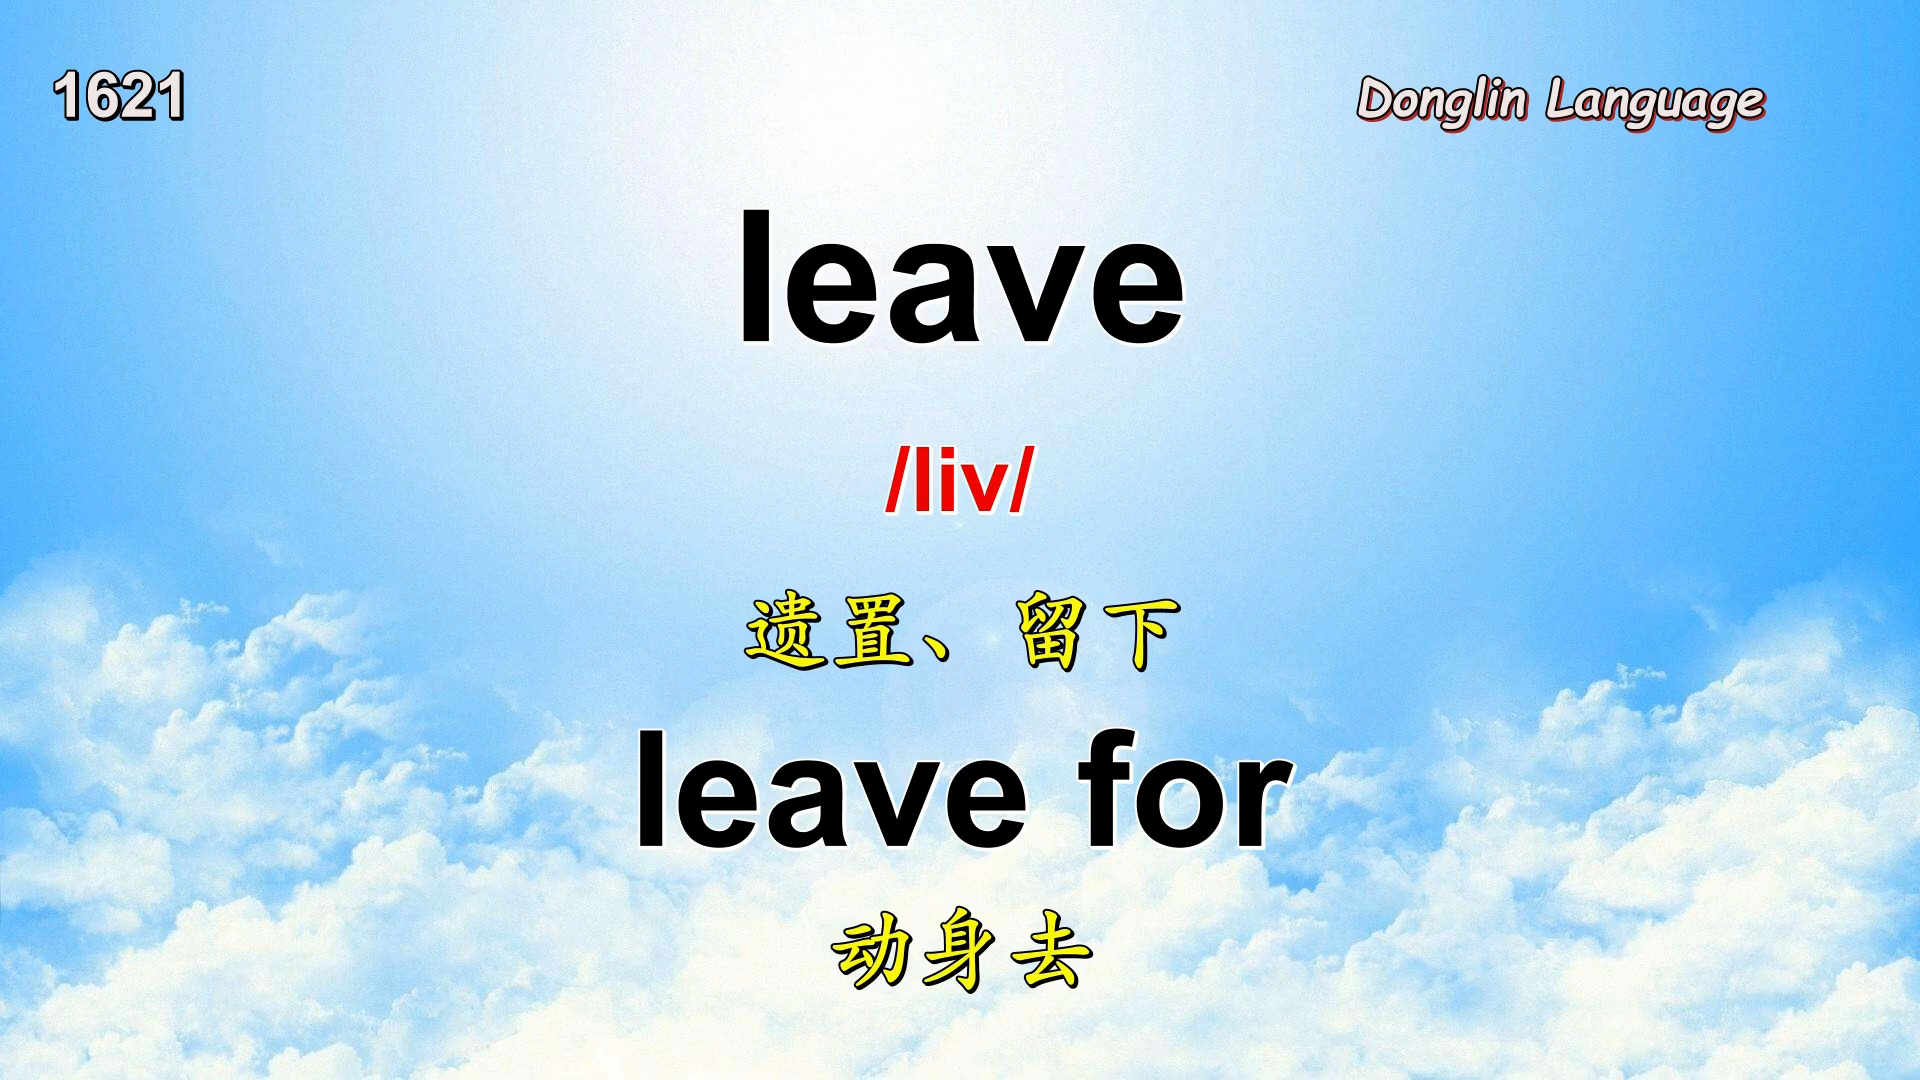 1621
Donglin Language
leave
/liv/
遗置、留下
leave for
动身去